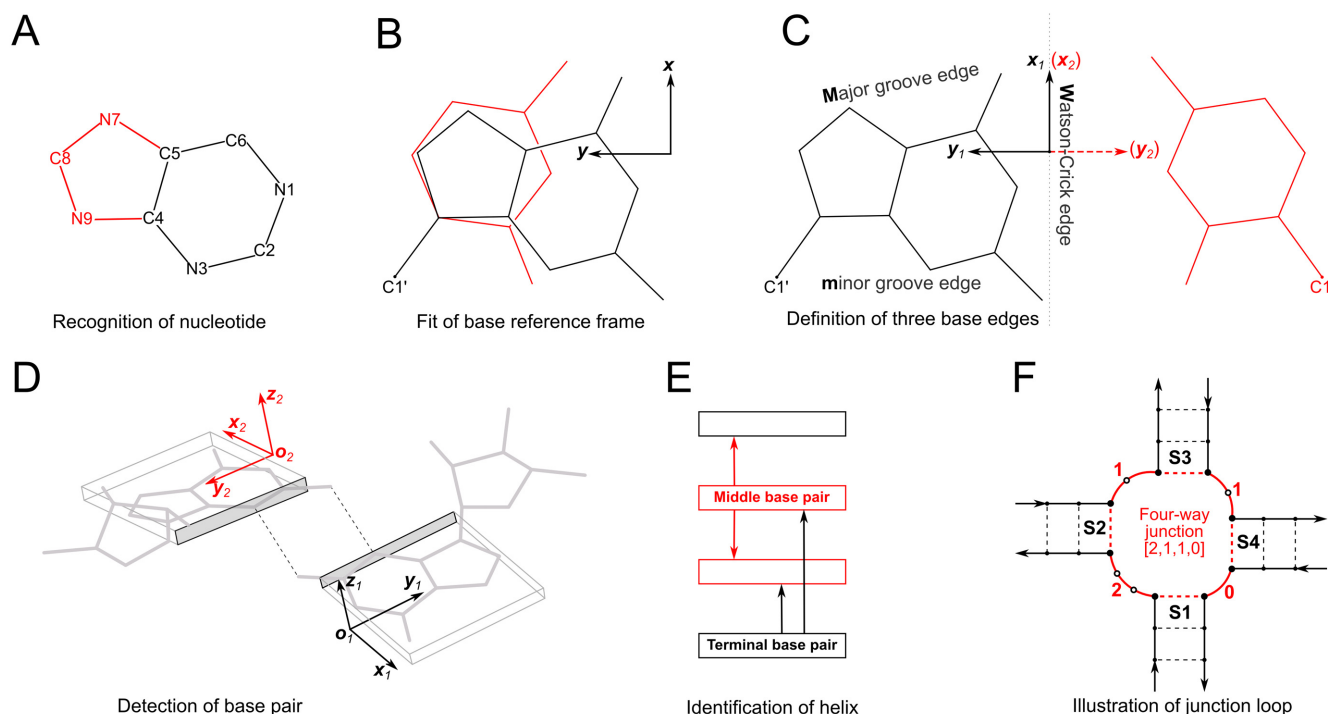 A
N7
C8
C5
C6
N1
N9
C4
N3
C2
Recognition of nucleotide
B
x
y
C1'
Fit of base reference frame
C
x1 (x2)
Major groove edge
Watson-Crick edge
y1
(y2)
C1'
minor groove edge
C1
Definition of three base edges
D
z2
x2
o2
y2
z1
y1
o1
x1
Detection of base pair
E
Middle base pair
Terminal base pair
Identification of helix
F
S3
1
1
S2
Four-way
junction
[2,1,1,0]
S4
2
0
S1
Illustration of junction loop